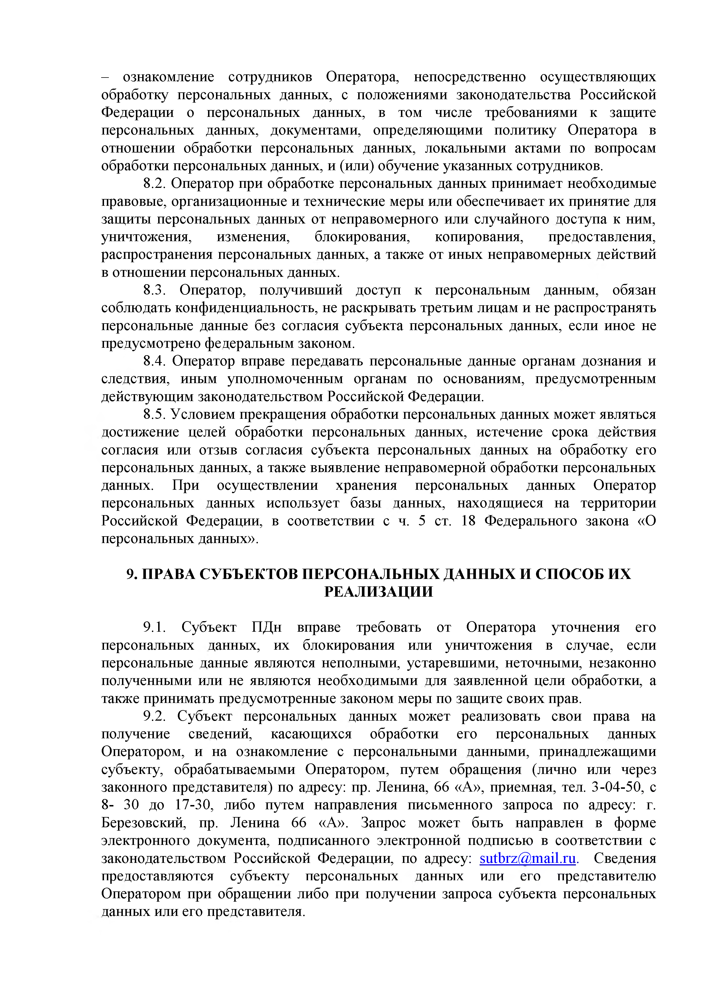 – ознакомление сотрудников Оператора, непосредственно осуществляющих
обработку персональных данных, с положениями законодательства Российской
Федерации о персональных данных, в том числе требованиями к защите
персональных данных, документами, определяющими политику Оператора в
отношении обработки персональных данных, локальными актами по вопросам
обработки персональных данных, и (или) обучение указанных сотрудников.
8.2. Оператор при обработке персональных данных принимает необходимые
правовые, организационные и технические меры или обеспечивает их принятие для
защиты персональных данных от неправомерного или случайного доступа к ним,
уничтожения, изменения, блокирования, копирования, предоставления,
распространения персональных данных, а также от иных неправомерных действий
в отношении персональных данных.
8.3. Оператор, получивший доступ к персональным данным, обязан
соблюдать конфиденциальность, не раскрывать третьим лицам и не распространять
персональные данные без согласия субъекта персональных данных, если иное не
предусмотрено федеральным законом.
8.4. Оператор вправе передавать персональные данные органам дознания и
следствия, иным уполномоченным органам по основаниям, предусмотренным
действующим законодательством Российской Федерации.
8.5. Условием прекращения обработки персональных данных может являться
достижение целей обработки персональных данных, истечение срока действия
согласия или отзыв согласия субъекта персональных данных на обработку его
персональных данных, а также выявление неправомерной обработки персональных
данных. При осуществлении хранения персональных данных Оператор
персональных данных использует базы данных, находящиеся на территории
Российской Федерации, в соответствии с ч. 5 ст. 18 Федерального закона «О
персональных данных».
9. ПРАВА СУБЪЕКТОВ ПЕРСОНАЛЬНЫХ ДАННЫХ И СПОСОБ ИХ
РЕАЛИЗАЦИИ
9.1. Субъект ПДн вправе требовать от Оператора уточнения его
персональных данных, их блокирования или уничтожения в случае, если
персональные данные являются неполными, устаревшими, неточными, незаконно
полученными или не являются необходимыми для заявленной цели обработки, а
также принимать предусмотренные законом меры по защите своих прав.
9.2. Субъект персональных данных может реализовать свои права на
получение сведений, касающихся обработки его персональных данных
Оператором, и на ознакомление с персональными данными, принадлежащими
субъекту, обрабатываемыми Оператором, путем обращения (лично или через
законного представителя) по адресу: пр. Ленина, 66 «А», приемная, тел. 3-04-50, с
8- 30 до 17-30, либо путем направления письменного запроса по адресу: г.
Березовский, пр. Ленина 66 «А». Запрос может быть направлен в форме
электронного документа, подписанного электронной подписью в соответствии с
законодательством Российской Федерации, по адресу: sutbrz@mail.ru. Сведения
предоставляются субъекту персональных данных или его представителю
Оператором при обращении либо при получении запроса субъекта персональных
данных или его представителя.